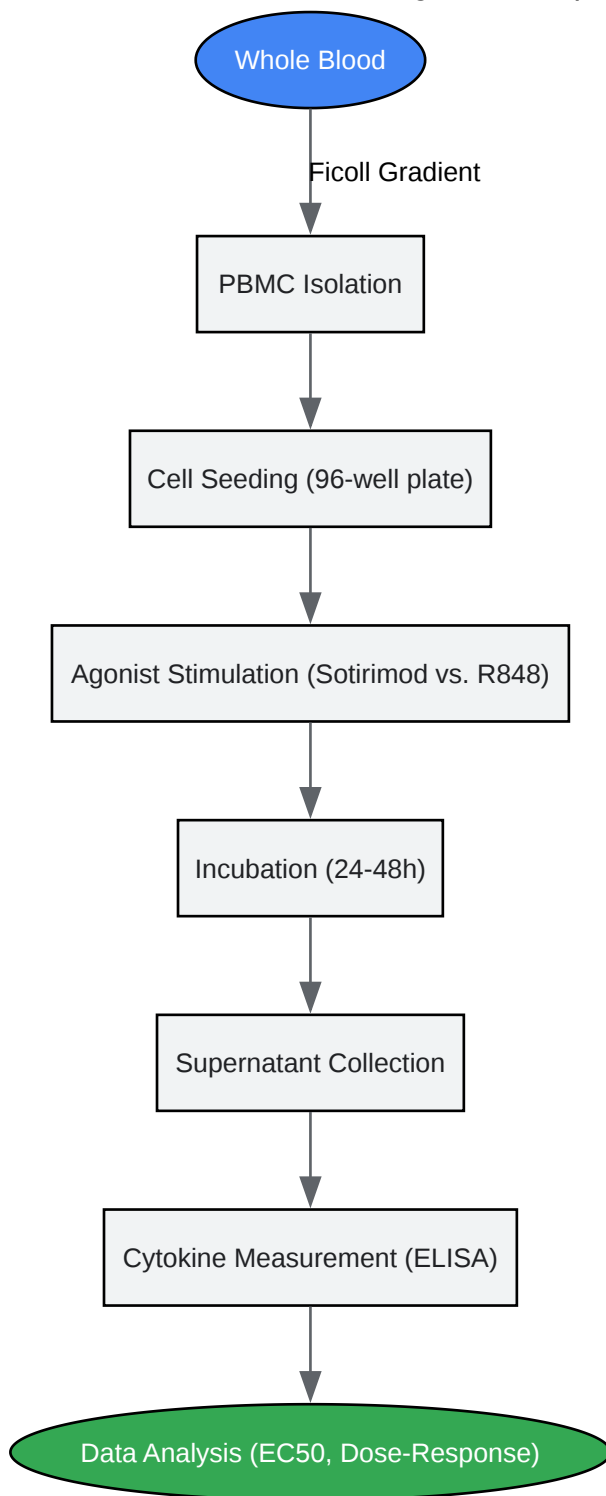 Whole Blood
Ficoll Gradient
PBMC Isolation
Cell Seeding (96-well plate)
Agonist Stimulation (Sotirimod vs. R848)
Incubation (24-48h)
Supernatant Collection
Cytokine Measurement (ELISA)
Data Analysis (EC50, Dose-Response)